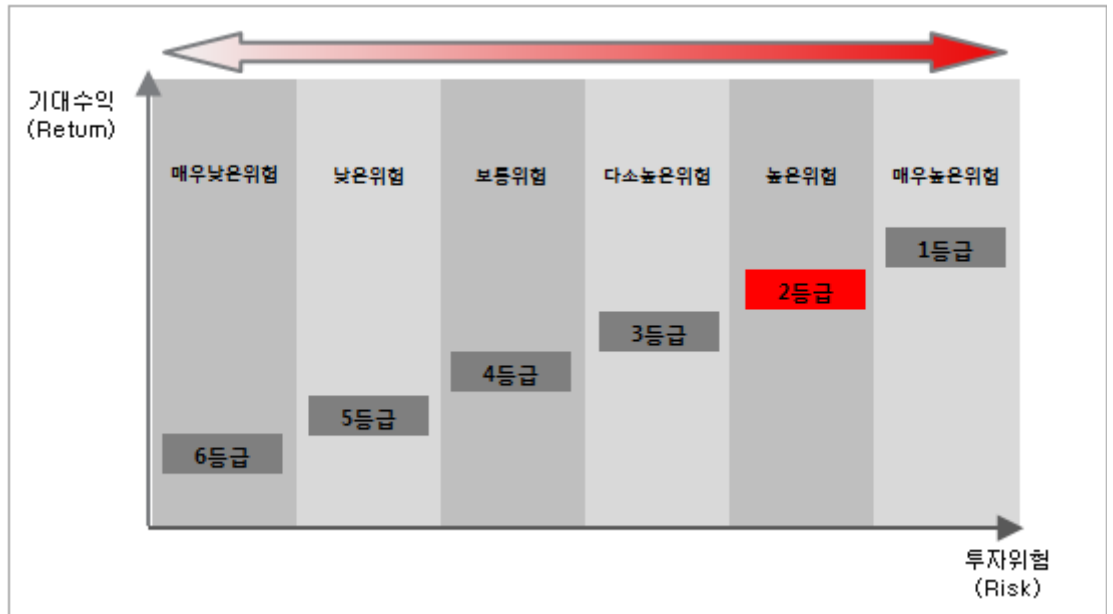 기대수익
(Return)
매우낮은위험 낮은위험 보통위험 다소높은위험 높은위험 매우높은위험
1등급
2등급
3등급
4등급
5등급
6등급
투자위험
(Risk)